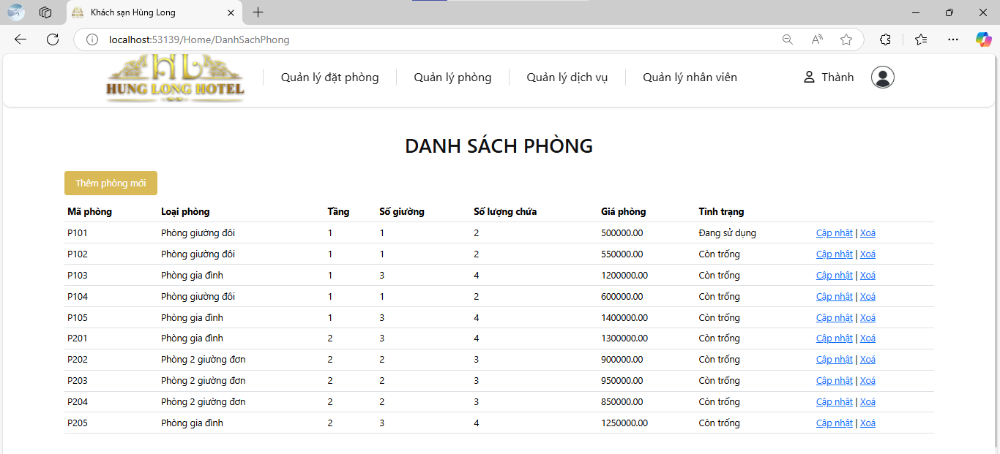 Khách sạn Hùng Long
localhost:53139/Home/DanhSachPhong
HL
HUNG LONG HOTEL
Quản lý đặt phòng Quản lý phòng Quản lý dịch vụ Quản lý nhân viên Thành
DANH SÁCH PHÒNG
Thêm phòng mới
Mã phòng Loại phòng Tầng Số giường Số lượng chứa Giá phòng Tình trạng
P101 Phòng giường đôi 1 1 2 500000.00 Đang sử dụng Cập nhật | Xoá
P102 Phòng giường đôi 1 1 2 550000.00 Còn trống Cập nhật | Xoá
P103 Phòng gia đình 1 3 4 1200000.00 Còn trống Cập nhật | Xoá
P104 Phòng giường đôi 1 1 2 600000.00 Còn trống Cập nhật | Xoá
P105 Phòng gia đình 1 3 4 1400000.00 Còn trống Cập nhật | Xoá
P201 Phòng gia đình 2 3 4 1300000.00 Còn trống Cập nhật | Xoá
P202 Phòng 2 giường đơn 2 2 3 900000.00 Còn trống Cập nhật | Xoá
P203 Phòng 2 giường đơn 2 2 3 950000.00 Còn trống Cập nhật | Xoá
P204 Phòng 2 giường đơn 2 2 3 850000.00 Còn trống Cập nhật | Xoá
P205 Phòng gia đình 2 3 4 1250000.00 Còn trống Cập nhật | Xoá